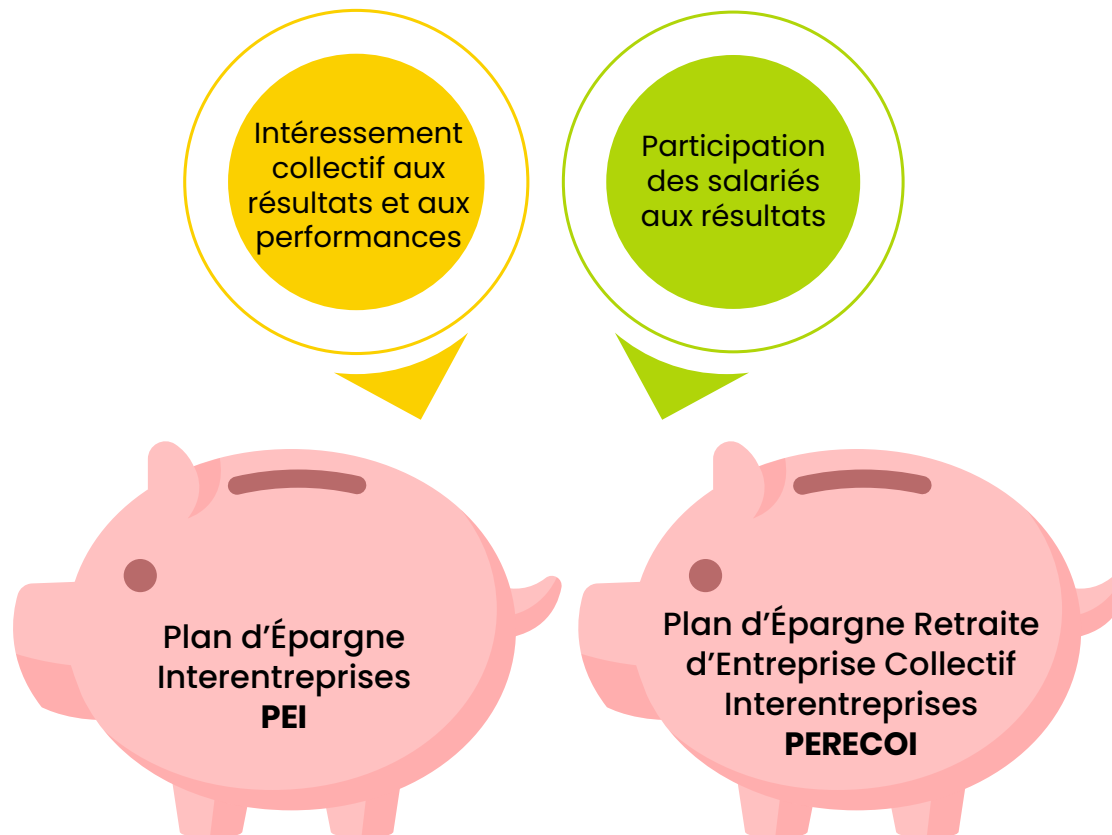 Intéressement
collectif aux
résultats et aux
performances
Participation
des salariés
aux résultats
Plan d’Épargne
Interentreprises
PEI
Plan d’Épargne Retraite
d’Entreprise Collectif
Interentreprises
PERECOI